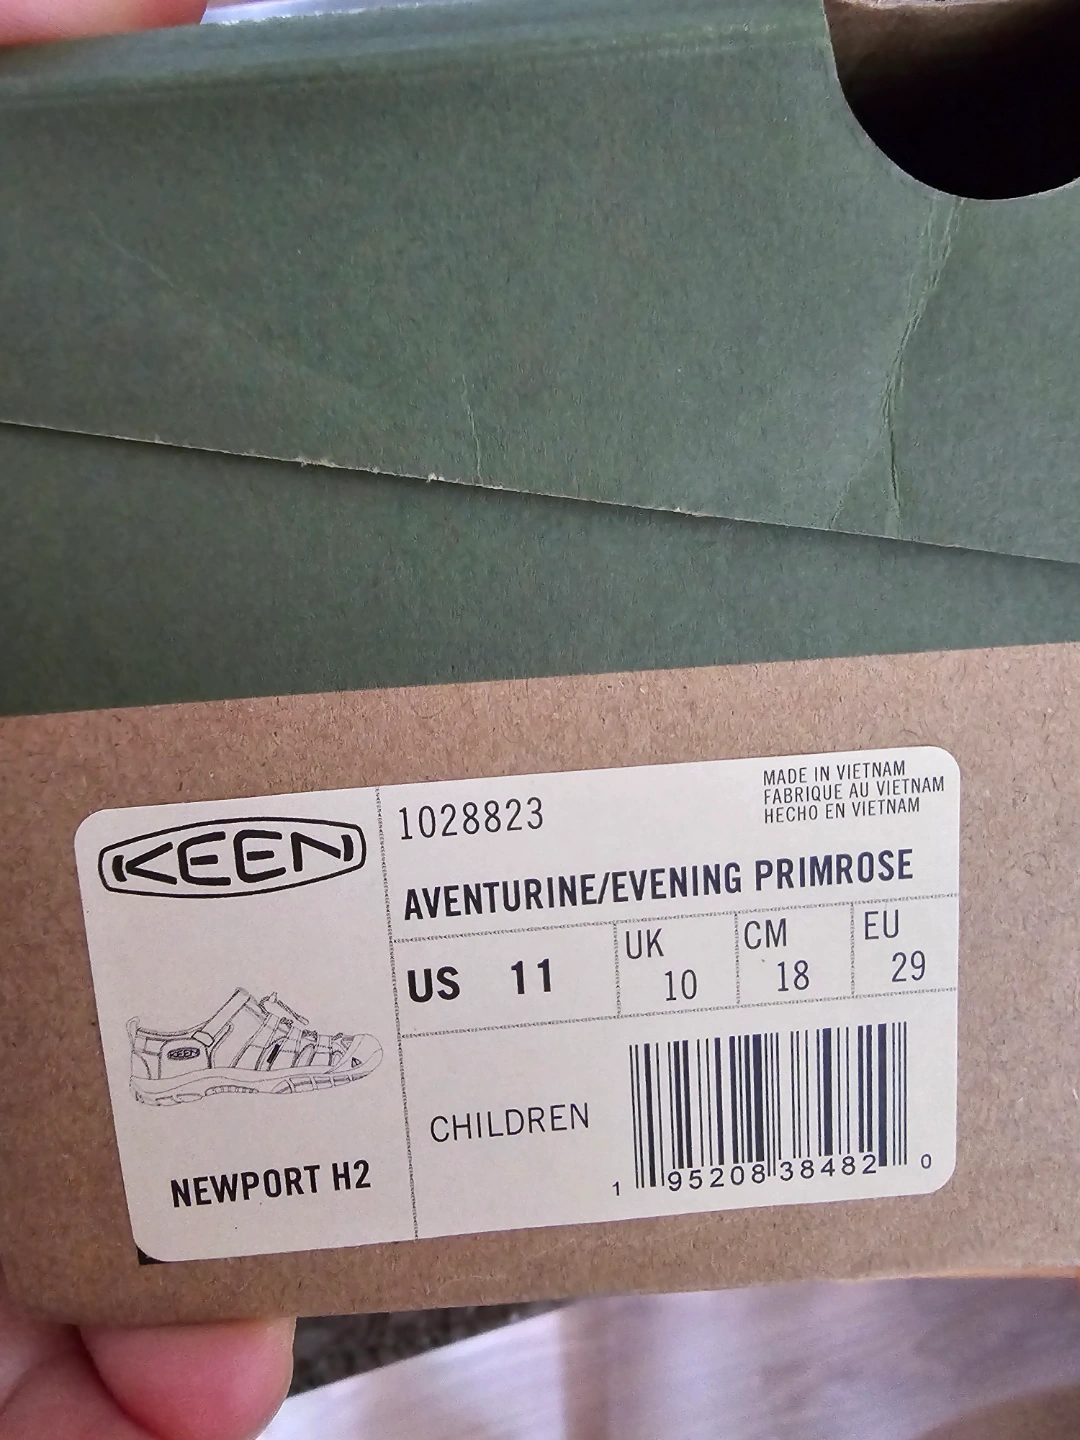 KEEN
1028823
MADE IN VIETNAM
FABRIQUE AU VIETNAM
HECHO EN VIETNAM
AVENTURINE/EVENING PRIMROSE
US 11
UK 10
CM 18
EU 29
KEEN
NEWPORT H2
CHILDREN
1 95208 38482 0